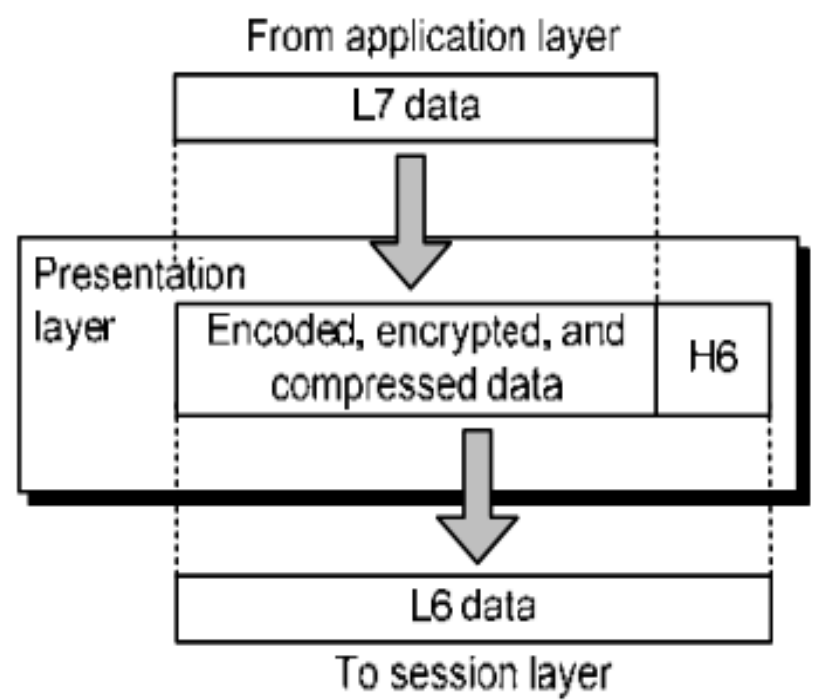 From application layer
L7 data
Presentation
layer
Encoded, encrypted, and
compressed data
H6
L6 data
To session layer